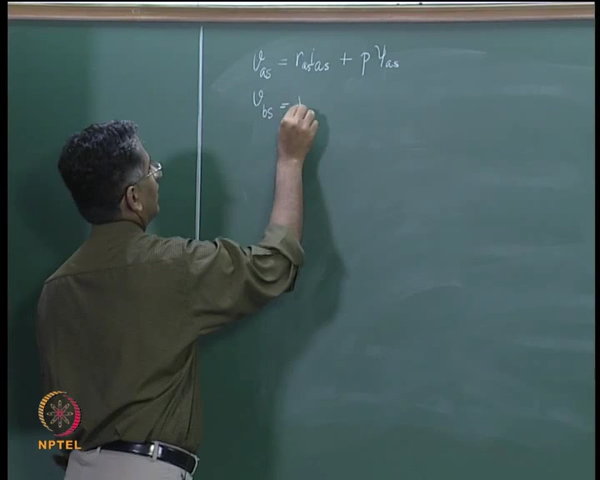 v_as = r_as i_as + p ψ_as
v_bs =
NPTEL